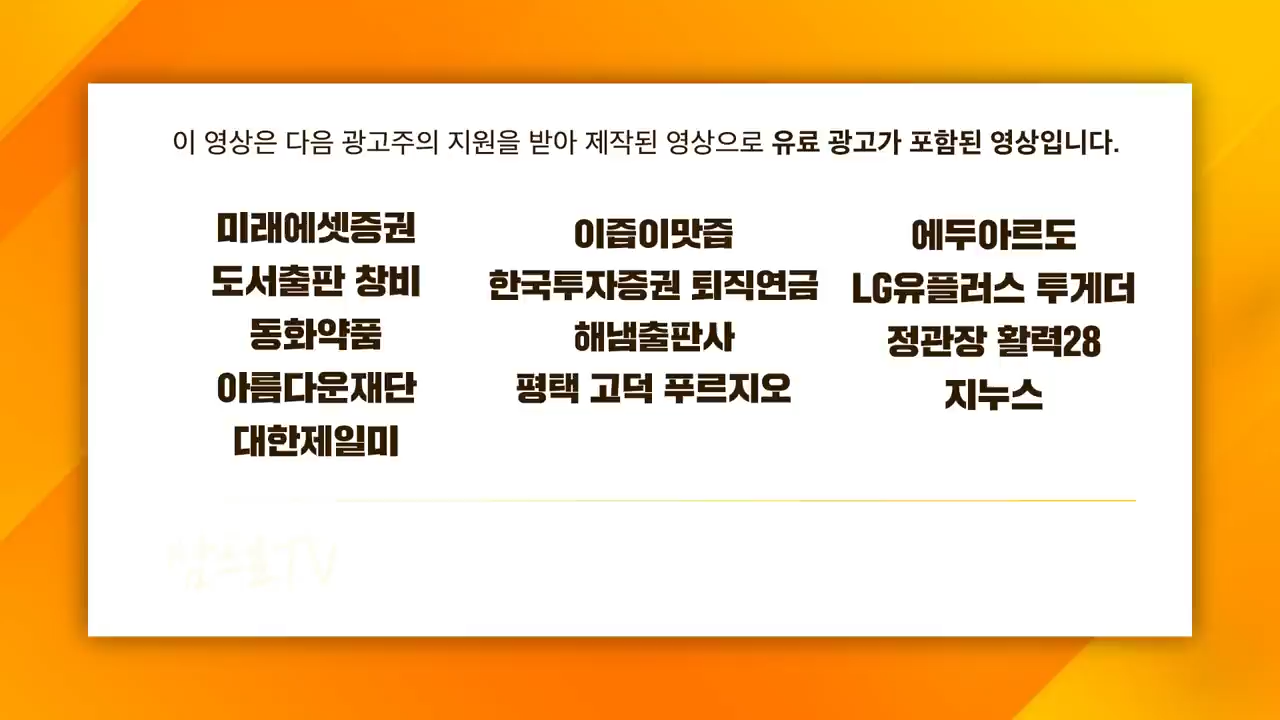 이 영상은 다음 광고주의 지원을 받아 제작된 영상으로 유료 광고가 포함된 영상입니다.
미래에셋증권
도서출판 창비
동화약품
아름다운재단
대한제일미
이즙이맛즙
한국투자증권 퇴직연금
해냄출판사
평택 고덕 푸르지오
에두아르도
LG유플러스 투게더
정관장 활력28
지누스